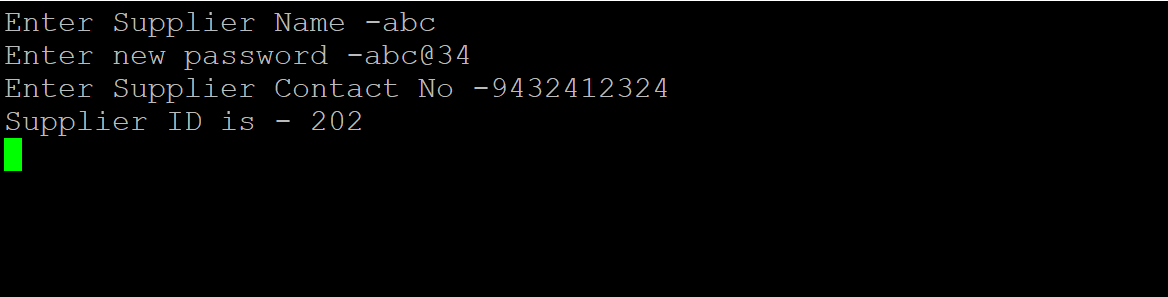 Enter Supplier Name -abc
Enter new password -abc@34
Enter Supplier Contact No -9432412324
Supplier ID is - 202